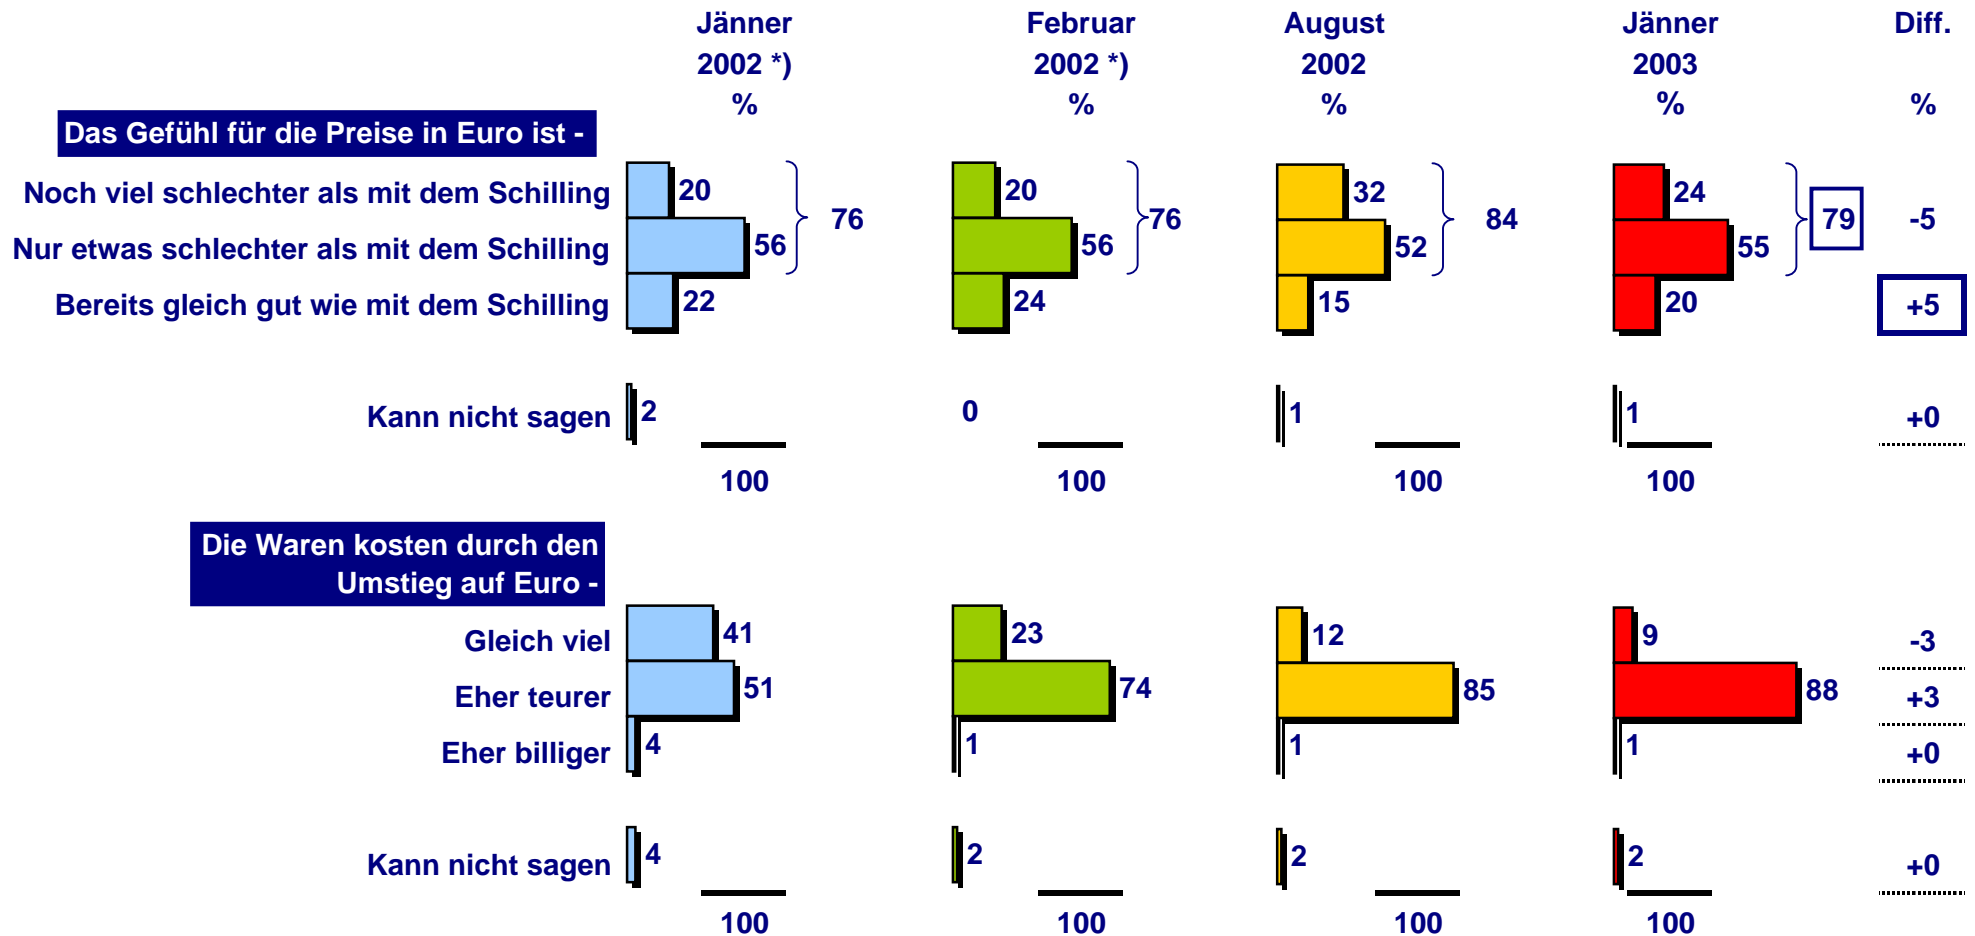 Jänner Februar August Jänner Diff.
2002 *) 2002 *) 2002 2003
% % % % %
Das Gefühl für die Preise in Euro ist -
Noch viel schlechter als mit dem Schilling 20 20 32 24
76 76 84 79 -5
Nur etwas schlechter als mit dem Schilling 56 56 52 55
Bereits gleich gut wie mit dem Schilling 22 24 15 20 +5
Kann nicht sagen 2 0 1 1 +0
100 100 100 100
Die Waren kosten durch den
Umstieg auf Euro -
Gleich viel 41 23 12 9 -3
Eher teurer 51 74 85 88 +3
Eher billiger 4 1 1 1 +0
Kann nicht sagen 4 2 2 2 +0
100 100 100 100